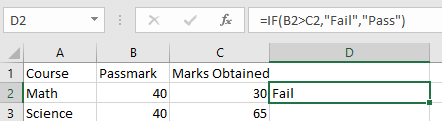 D2 =IF(B2>C2,"Fail","Pass")
A B C D
1 Course Passmark Marks Obtained
2 Math 40 30 Fail
3 Science 40 65